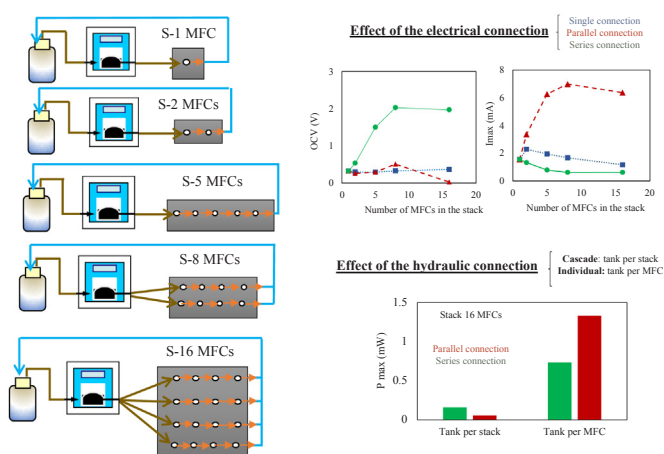 S-1 MFC
S-2 MFCs
S-5 MFCs
S-8 MFCs
S-16 MFCs
Effect of the electrical connection
Single connection
Parallel connection
Series connection
3
2
1
0
OCV (V)
0 5 10 15 20
Number of MFCs in the stack
8
6
4
2
0
Imax (mA)
0 10 20
Number of MFCs in the stack
Effect of the hydraulic connection
Cascade: tank per stack
Individual: tank per MFC
1.5
1
0.5
0
P max (mW)
Stack 16 MFCs
Parallel connection
Series connection
Tank per stack Tank per MFC